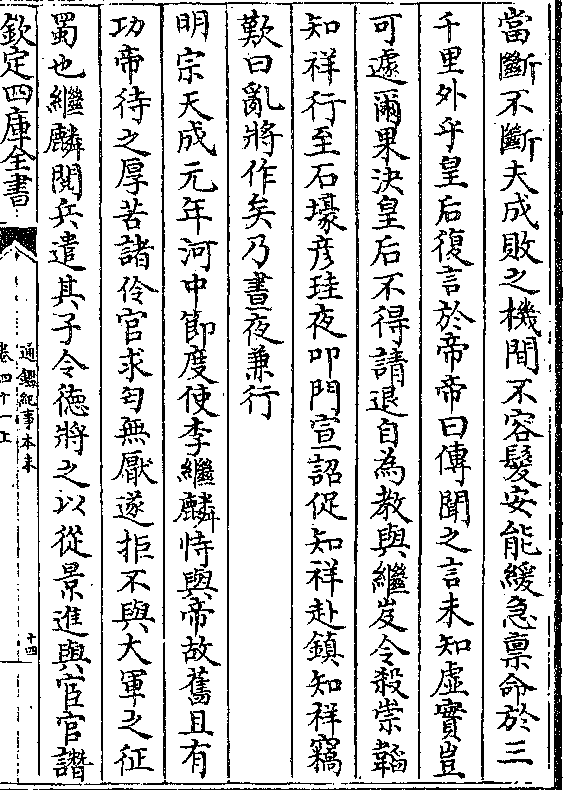 當斷不斷夫成敗之機間不容髮安能緩急禀命於三
千里外乎皇后復言於帝帝曰傳聞之言未知虚實豈
可遽爾果決皇后不得請退自為教與繼岌令殺崇韜
知祥行至石壕彦珪夜叩門宣詔促知祥赴鎮知祥竊
歎曰亂將作矣乃晝夜兼行
明宗天成元年河中節度使李繼麟恃與帝故舊且有
功帝待之厚苦諸伶官求匄無厭遂拒不與大軍之征
蜀也繼麟閱兵遣其子令德將之以從景進與宦官譖
欽定四庫全書
通鑑紀事本末
卷四十一上
十四